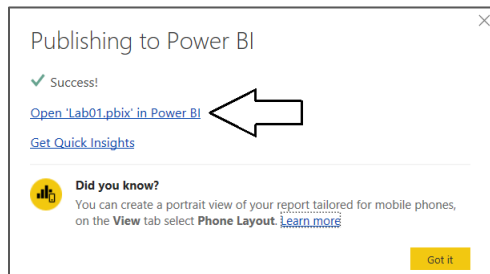 Publishing to Power BI
Success!
Open 'Lab01.pbix' in Power BI
Get Quick Insights
Did you know?
You can create a portrait view of your report tailored for mobile phones,
on the View tab select Phone Layout. Learn more
Got it